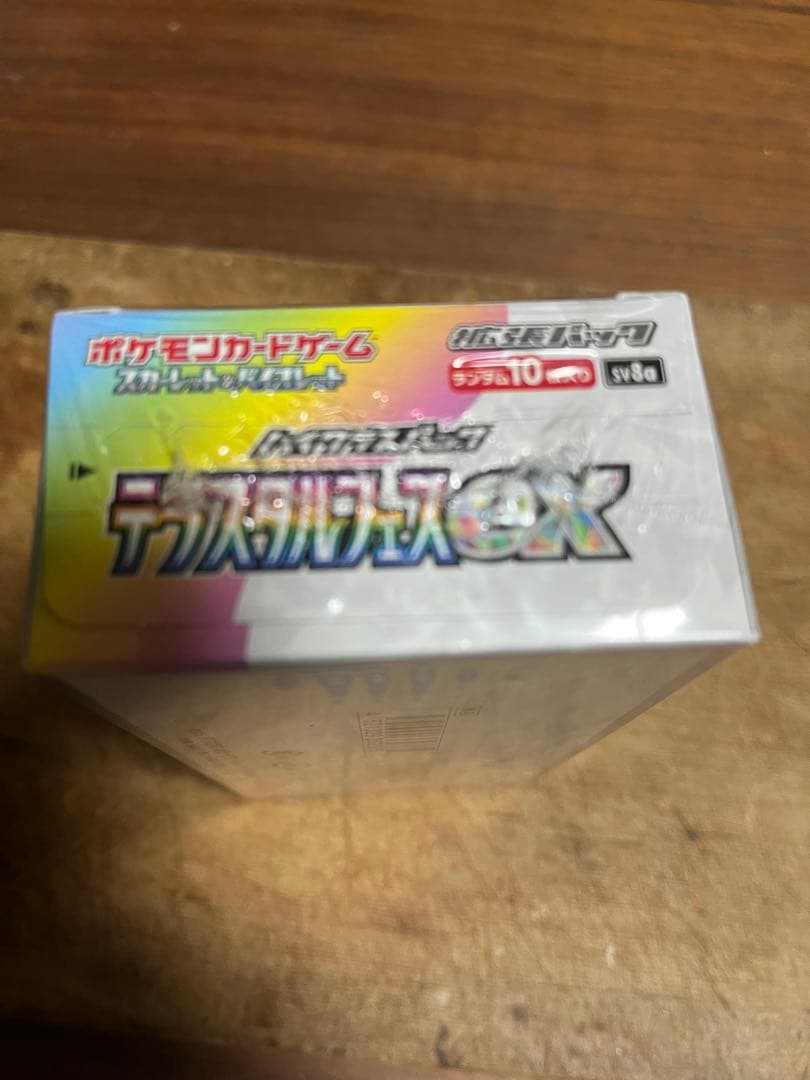 ポケモンカードゲーム
スカーレット&バイオレット
拡張パック
ランダム10枚入り
SV8a
ハイクラスパック
テラスタルフェスex